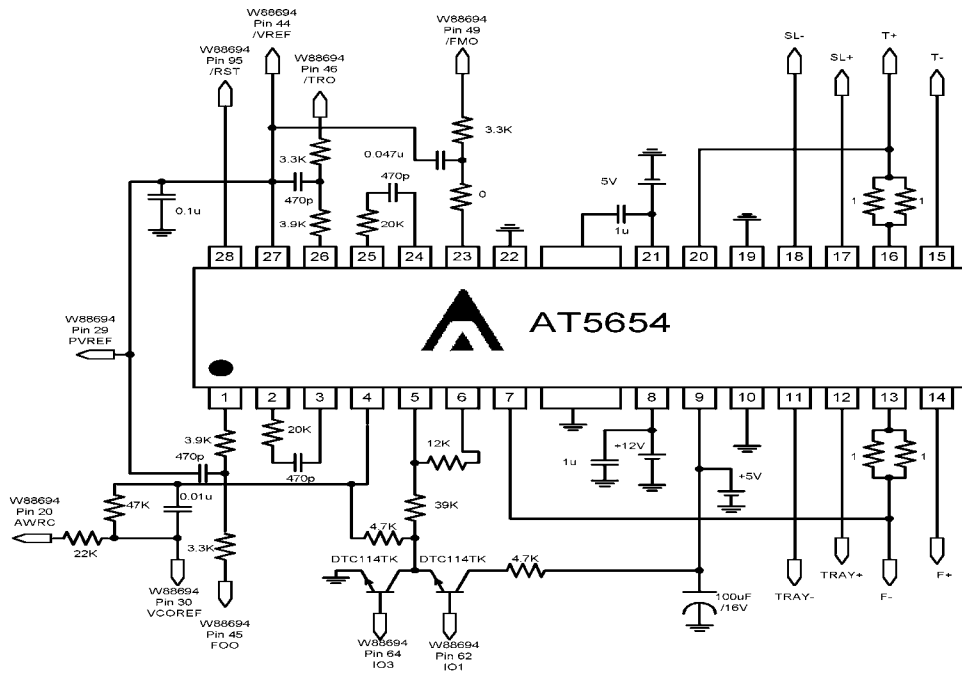 W88694
Pin 44
/VREF
W88694
Pin 49
/FMO
W88694
Pin 95
/RST
W88694
Pin 46
/TRO
SL-
SL+
T+
T-
3.3K
3.3K
0.047u
470p
470p
0
5V
1u
1
1
0.1u
3.9K
20K
28
27
26
25
24
23
22
21
20
19
18
17
16
15
W88694
Pin 29
PVREF
AT5654
1
2
3
4
5
6
7
8
9
10
11
12
13
14
3.9K
20K
12K
+12V
1u
+5V
1
1
470p
470p
W88694
Pin 20
AWRC
47K
0.01u
39K
22K
3.3K
4.7K
DTC114TK
DTC114TK
4.7K
W88694
Pin 30
VCOREF
W88694
Pin 45
FOO
W88694
Pin 64
IO3
W88694
Pin 62
IO1
100uF
/16V
TRAY-
TRAY+
F-
F+